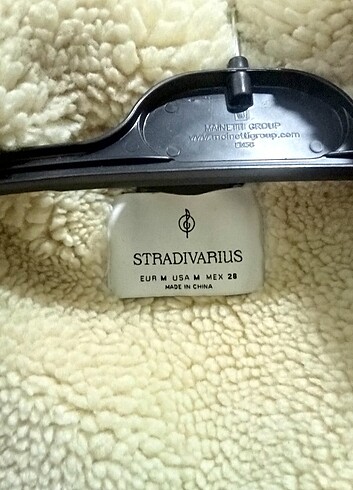 MAINETTI GROUP
www.mainettigroup.com
STRADIVARIUS
EUR M USA M MEX 28
MADE IN CHINA